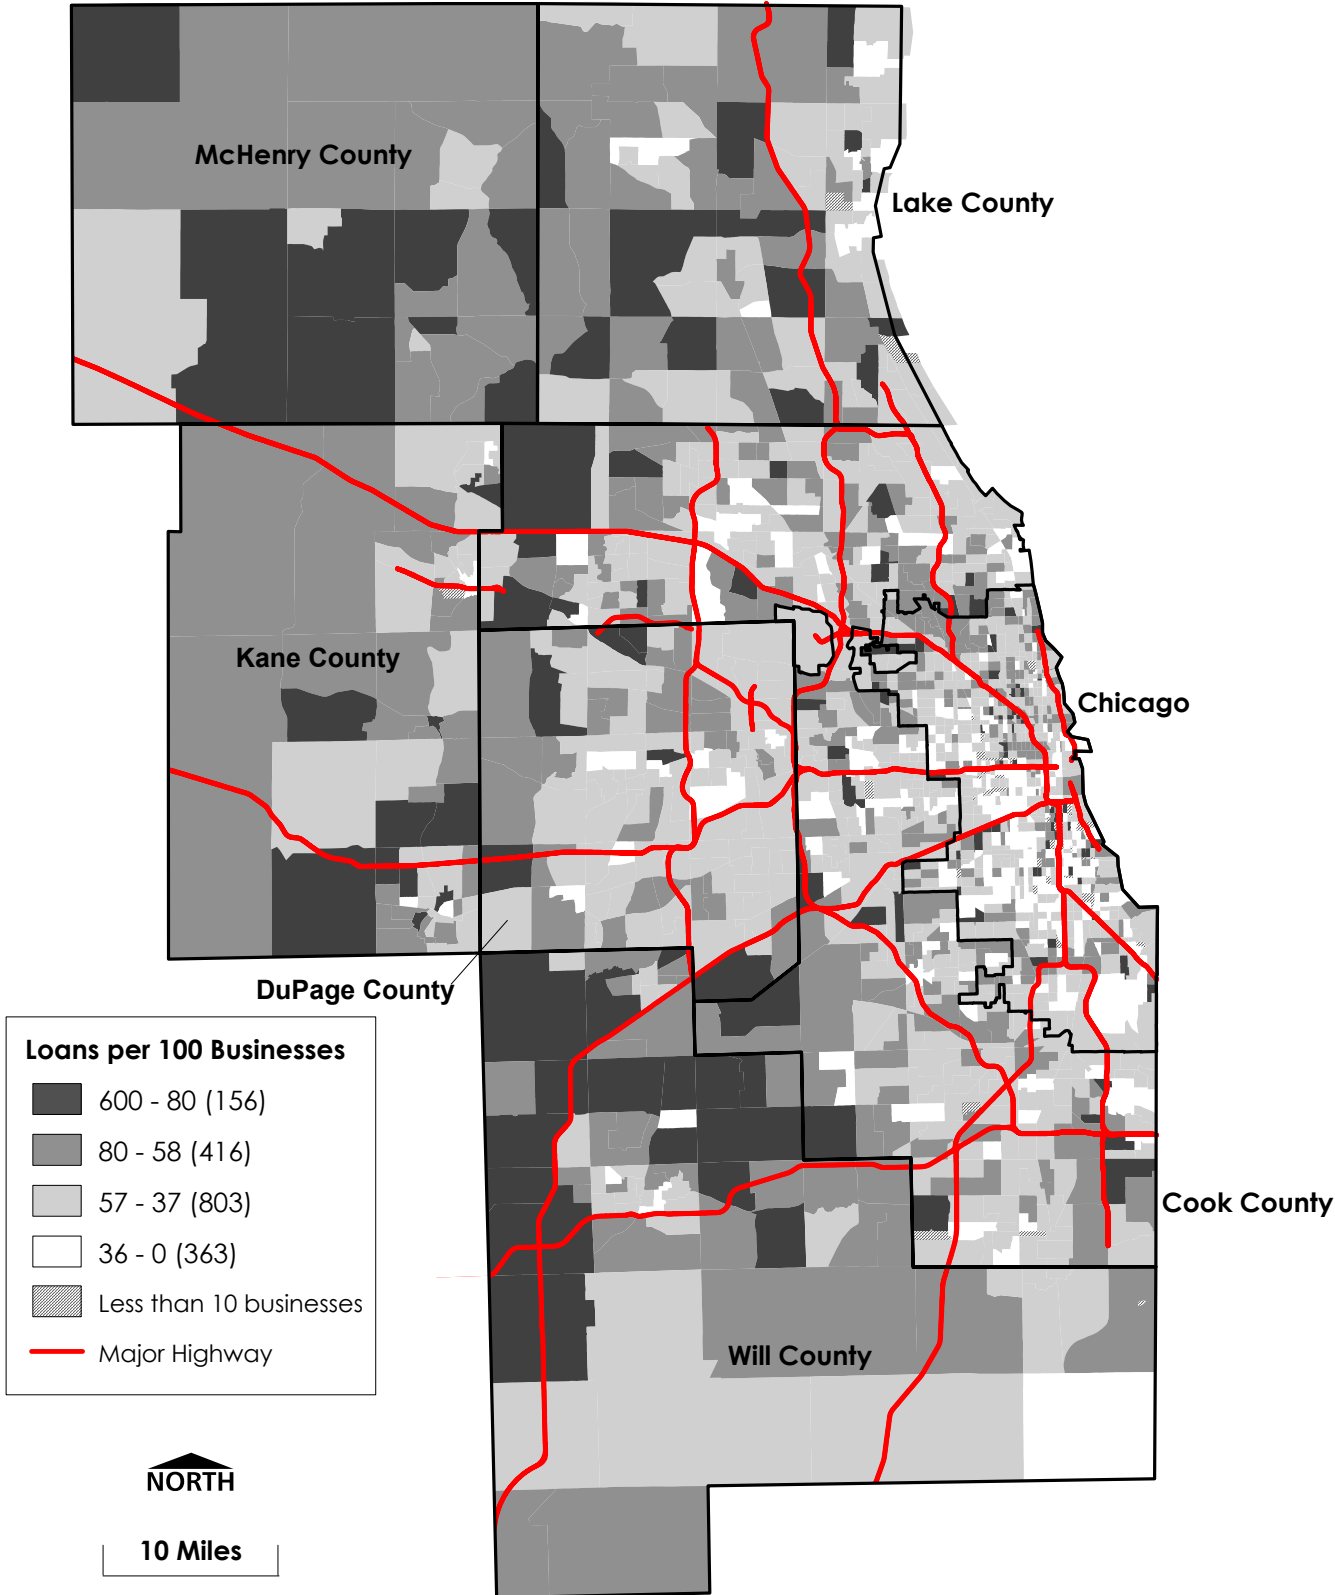 McHenry County
Lake County
Kane County
Chicago
DuPage County
Loans per 100 Businesses
600 - 80 (156)
80 - 58 (416)
57 - 37 (803)
36 - 0 (363)
Less than 10 businesses
Major Highway
Cook County
Will County
NORTH
10 Miles